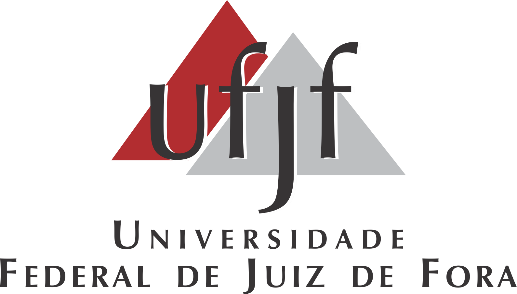 ufjf
UNIVERSIDADE
FEDERAL DE JUIZ DE FORA